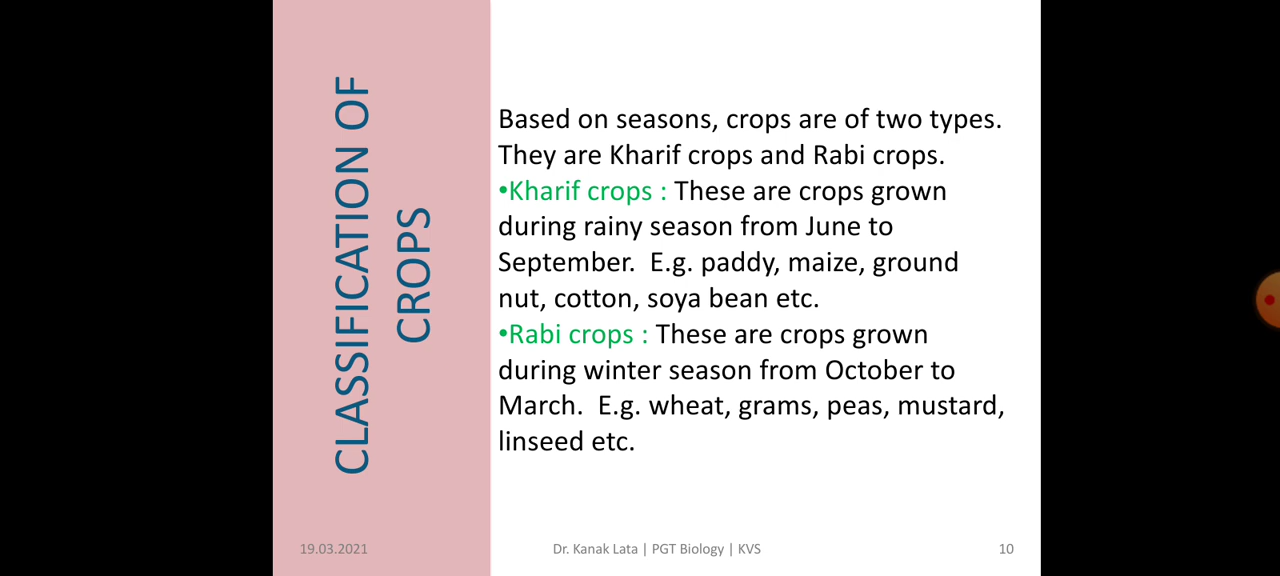 CLASSIFICATION OF
CROPS
Based on seasons, crops are of two types.
They are Kharif crops and Rabi crops.
•Kharif crops : These are crops grown
during rainy season from June to
September.  E.g. paddy, maize, ground
nut, cotton, soya bean etc.
•Rabi crops : These are crops grown
during winter season from October to
March.  E.g. wheat, grams, peas, mustard,
linseed etc.
19.03.2021
Dr. Kanak Lata | PGT Biology | KVS
10